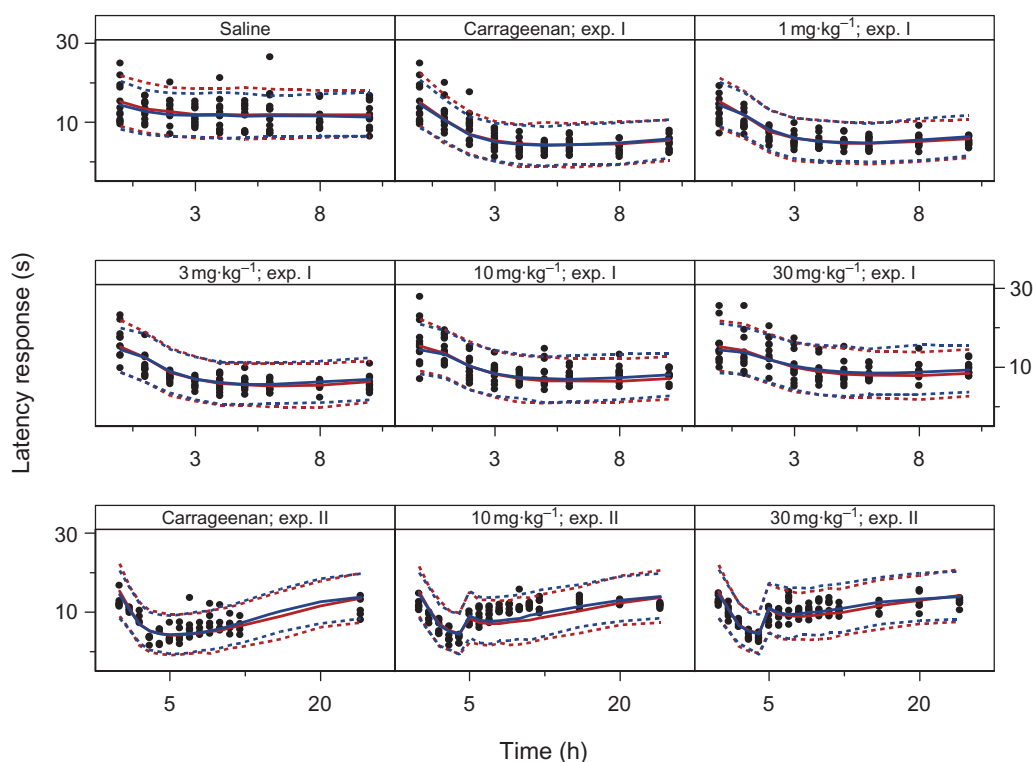 Saline
Carrageenan; exp. I
1 mg·kg⁻¹; exp. I
30
10
3
8
3
8
3
8
3 mg·kg⁻¹; exp. I
10 mg·kg⁻¹; exp. I
30 mg·kg⁻¹; exp. I
30
10
3
8
3
8
3
8
Latency response (s)
Carrageenan; exp. II
10 mg·kg⁻¹; exp. II
30 mg·kg⁻¹; exp. II
30
10
5
20
5
20
5
20
Time (h)